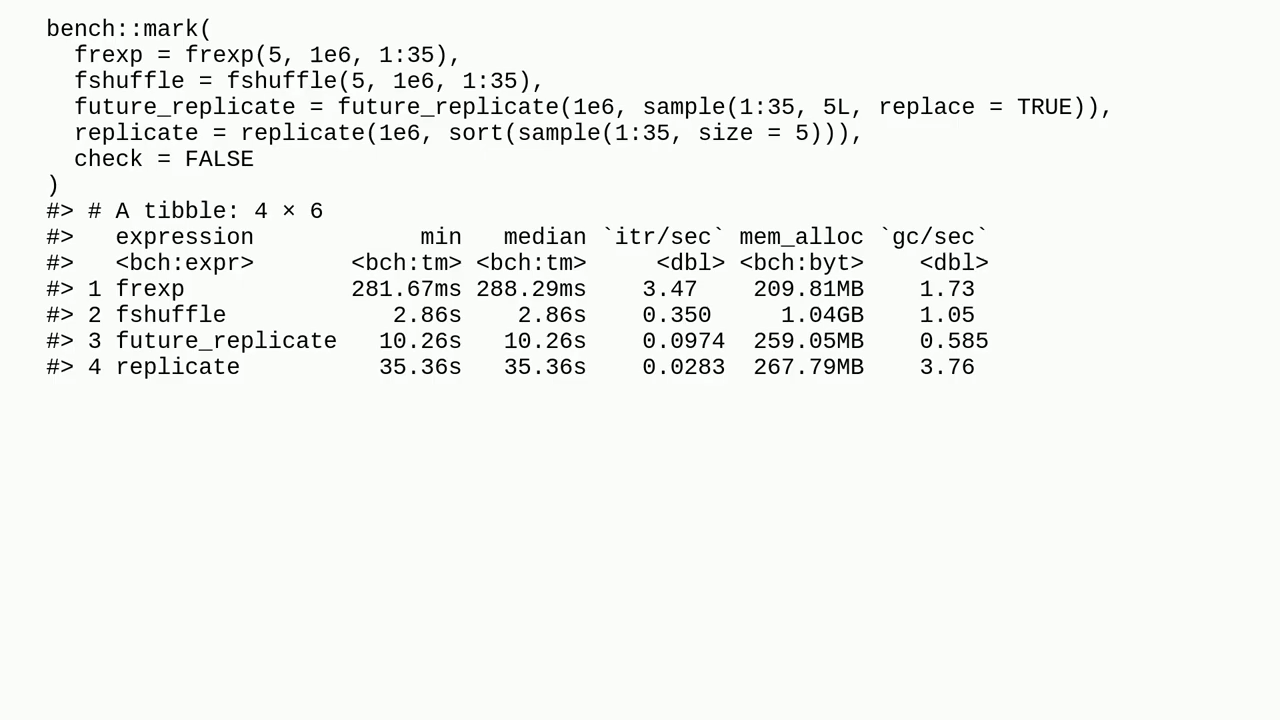 bench::mark(
  frexp = frexp(5, 1e6, 1:35),
  fshuffle = fshuffle(5, 1e6, 1:35),
  future_replicate = future_replicate(1e6, sample(1:35, 5L, replace = TRUE)),
  replicate = replicate(1e6, sort(sample(1:35, size = 5))),
  check = FALSE
)
#> # A tibble: 4 × 6
#>   expression            min   median `itr/sec` mem_alloc `gc/sec`
#>   <bch:expr>       <bch:tm> <bch:tm>     <dbl> <bch:byt>    <dbl>
#> 1 frexp            281.67ms 288.29ms    3.47    209.81MB    1.73
#> 2 fshuffle            2.86s    2.86s    0.350     1.04GB    1.05
#> 3 future_replicate   10.26s   10.26s    0.0974  259.05MB    0.585
#> 4 replicate          35.36s   35.36s    0.0283  267.79MB    3.76